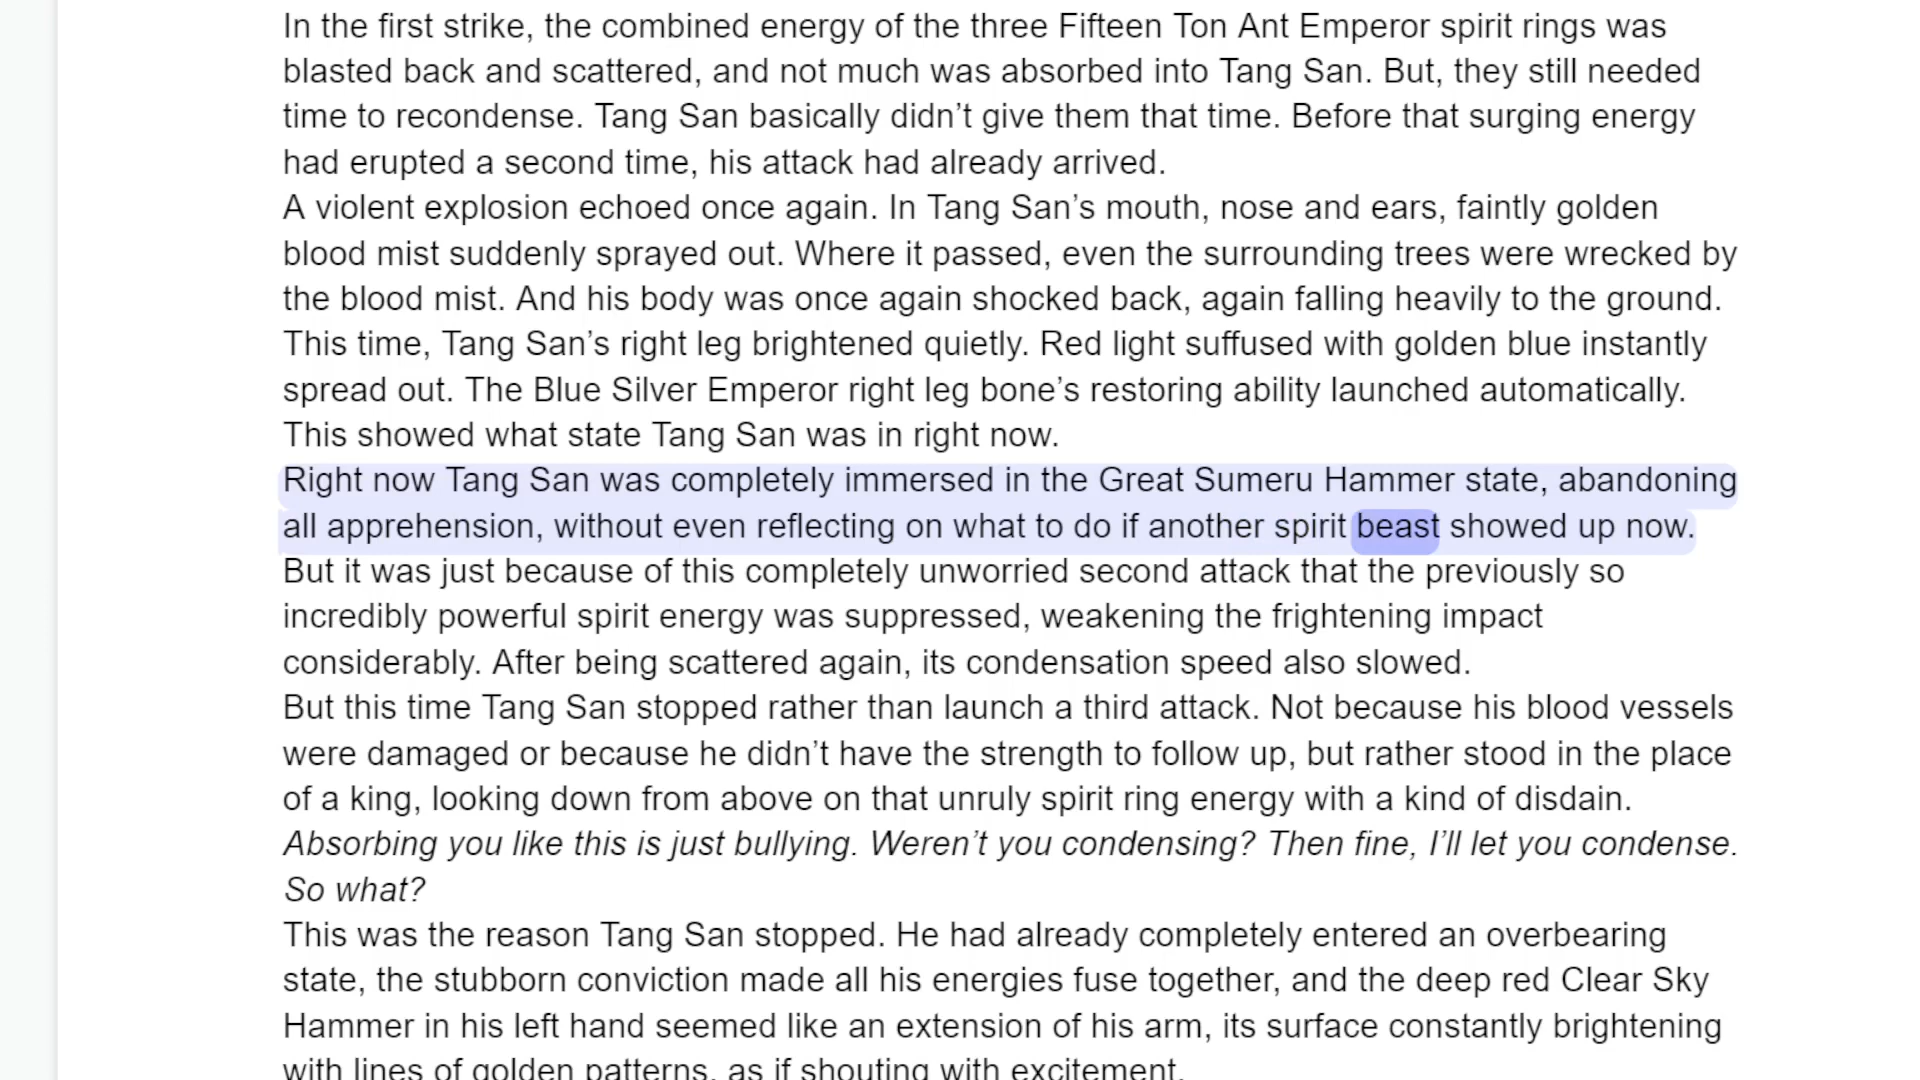 In the first strike, the combined energy of the three Fifteen Ton Ant Emperor spirit rings was
blasted back and scattered, and not much was absorbed into Tang San. But, they still needed
time to recondense. Tang San basically didn’t give them that time. Before that surging energy
had erupted a second time, his attack had already arrived.
A violent explosion echoed once again. In Tang San’s mouth, nose and ears, faintly golden
blood mist suddenly sprayed out. Where it passed, even the surrounding trees were wrecked by
the blood mist. And his body was once again shocked back, again falling heavily to the ground.
This time, Tang San’s right leg brightened quietly. Red light suffused with golden blue instantly
spread out. The Blue Silver Emperor right leg bone’s restoring ability launched automatically.
This showed what state Tang San was in right now.
Right now Tang San was completely immersed in the Great Sumeru Hammer state, abandoning
all apprehension, without even reflecting on what to do if another spirit beast showed up now.
But it was just because of this completely unworried second attack that the previously so
incredibly powerful spirit energy was suppressed, weakening the frightening impact
considerably. After being scattered again, its condensation speed also slowed.
But this time Tang San stopped rather than launch a third attack. Not because his blood vessels
were damaged or because he didn’t have the strength to follow up, but rather stood in the place
of a king, looking down from above on that unruly spirit ring energy with a kind of disdain.
Absorbing you like this is just bullying. Weren’t you condensing? Then fine, I’ll let you condense.
So what?
This was the reason Tang San stopped. He had already completely entered an overbearing
state, the stubborn conviction made all his energies fuse together, and the deep red Clear Sky
Hammer in his left hand seemed like an extension of his arm, its surface constantly brightening
with lines of golden patterns, as if shouting with excitement.